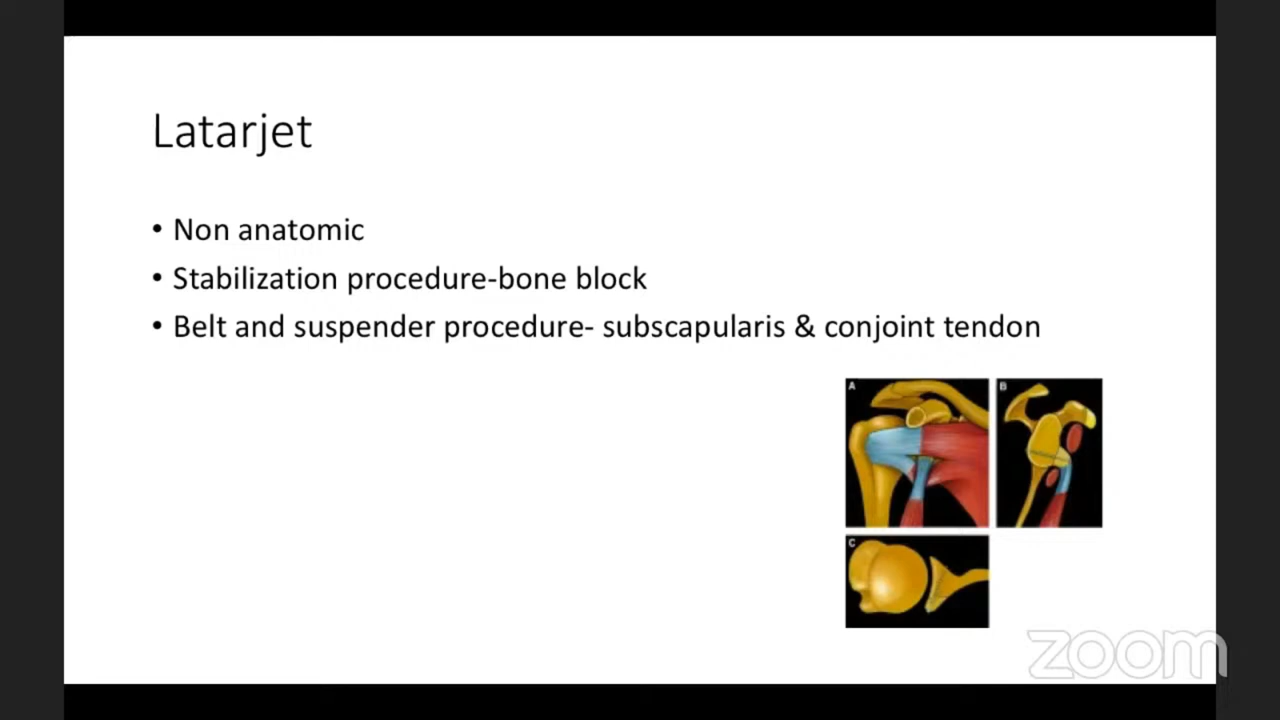 Latarjet
• Non anatomic
• Stabilization procedure-bone block
• Belt and suspender procedure- subscapularis & conjoint tendon
A
B
C
zoom